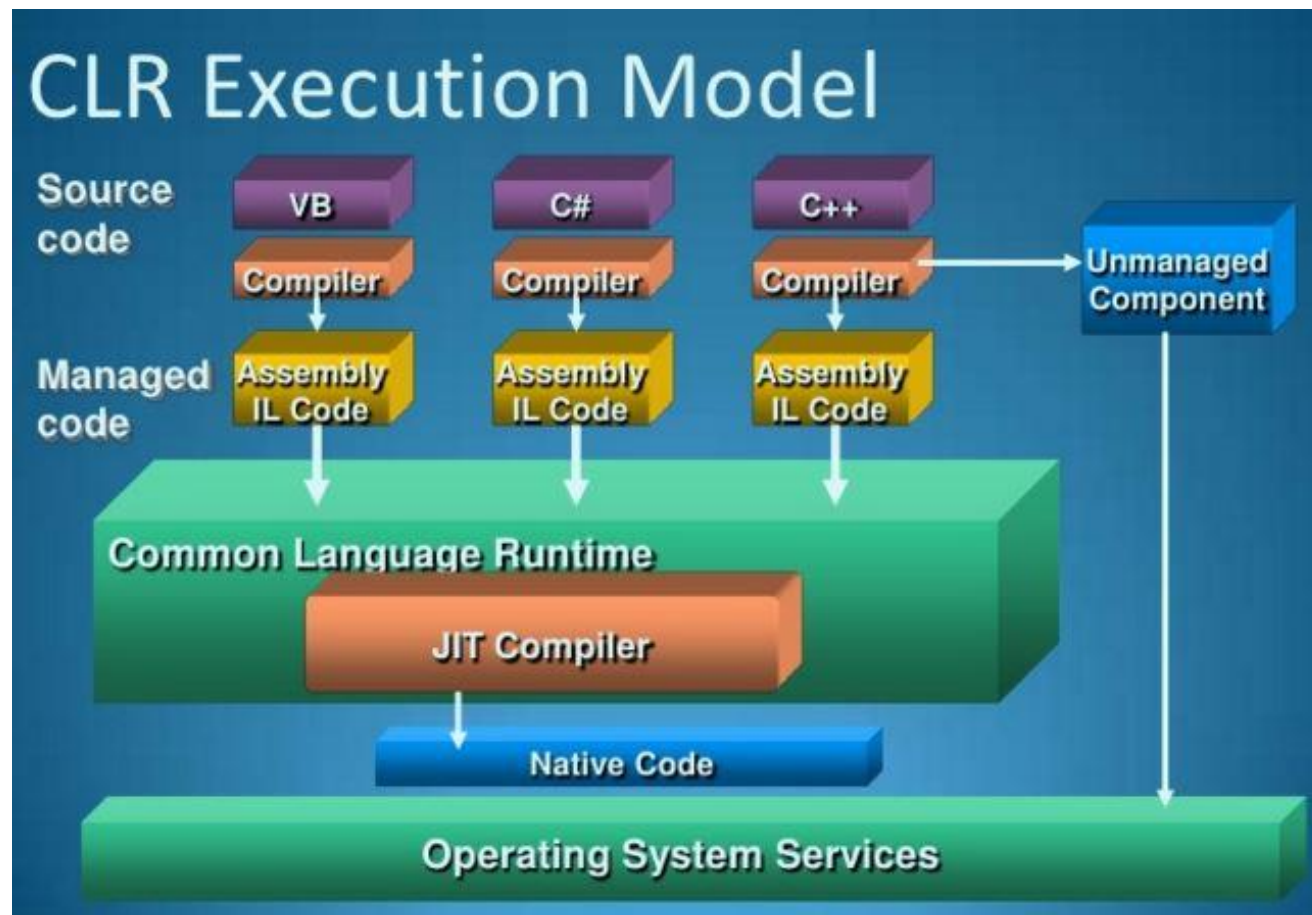 CLR Execution Model
Source
code
VB
C#
C++
Compiler
Compiler
Compiler
Unmanaged
Component
Managed
code
Assembly
IL Code
Assembly
IL Code
Assembly
IL Code
Common Language Runtime
JIT Compiler
Native Code
Operating System Services